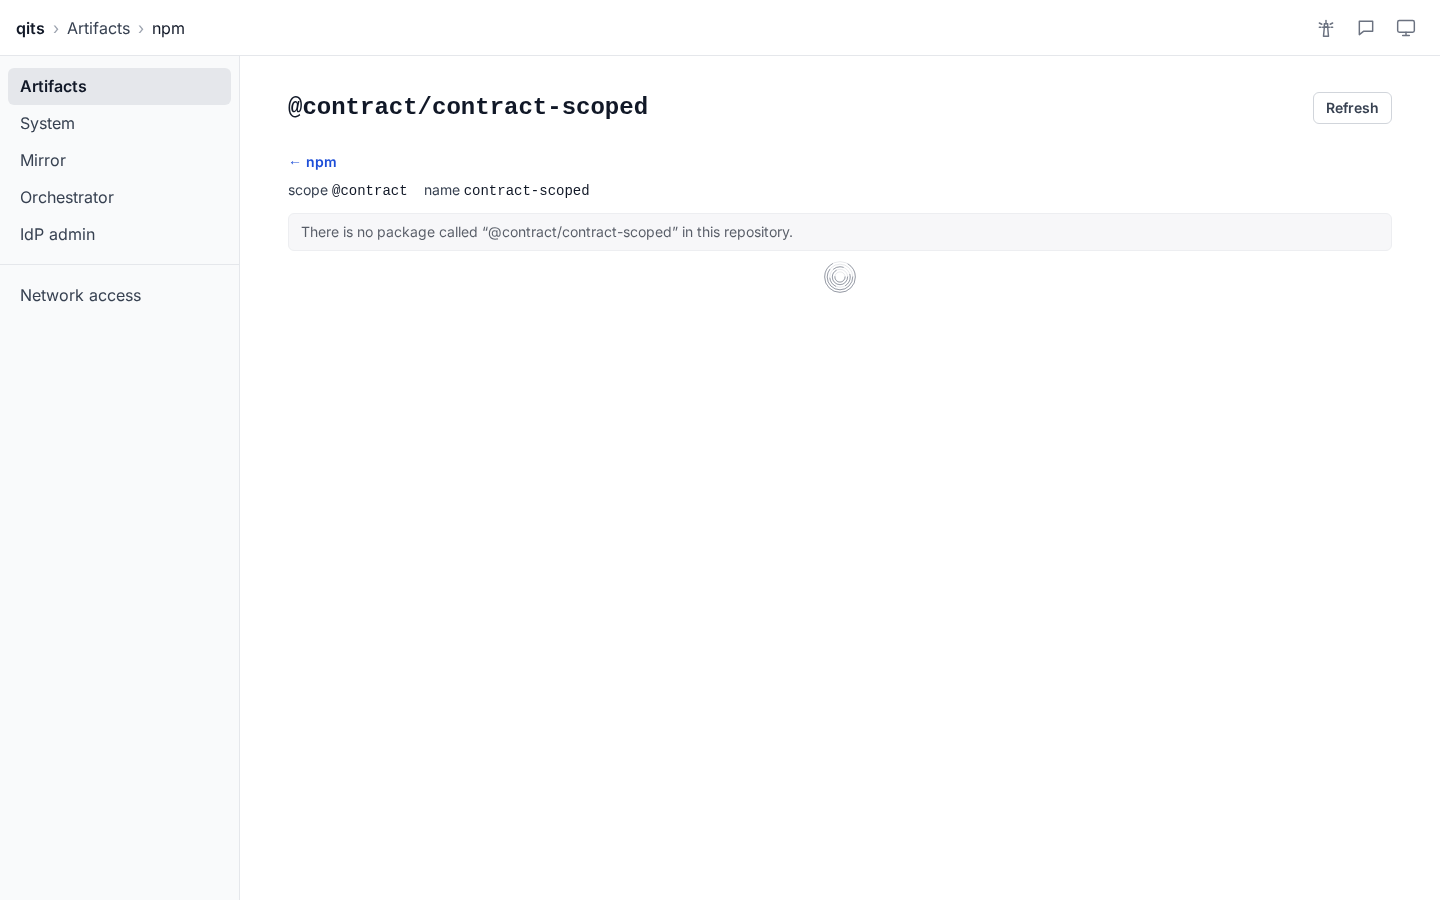 qits › Artifacts › npm
Artifacts
System
Mirror
Orchestrator
IdP admin
Network access
@contract/contract-scoped
Refresh
← npm
scope @contract name contract-scoped
There is no package called “@contract/contract-scoped” in this repository.